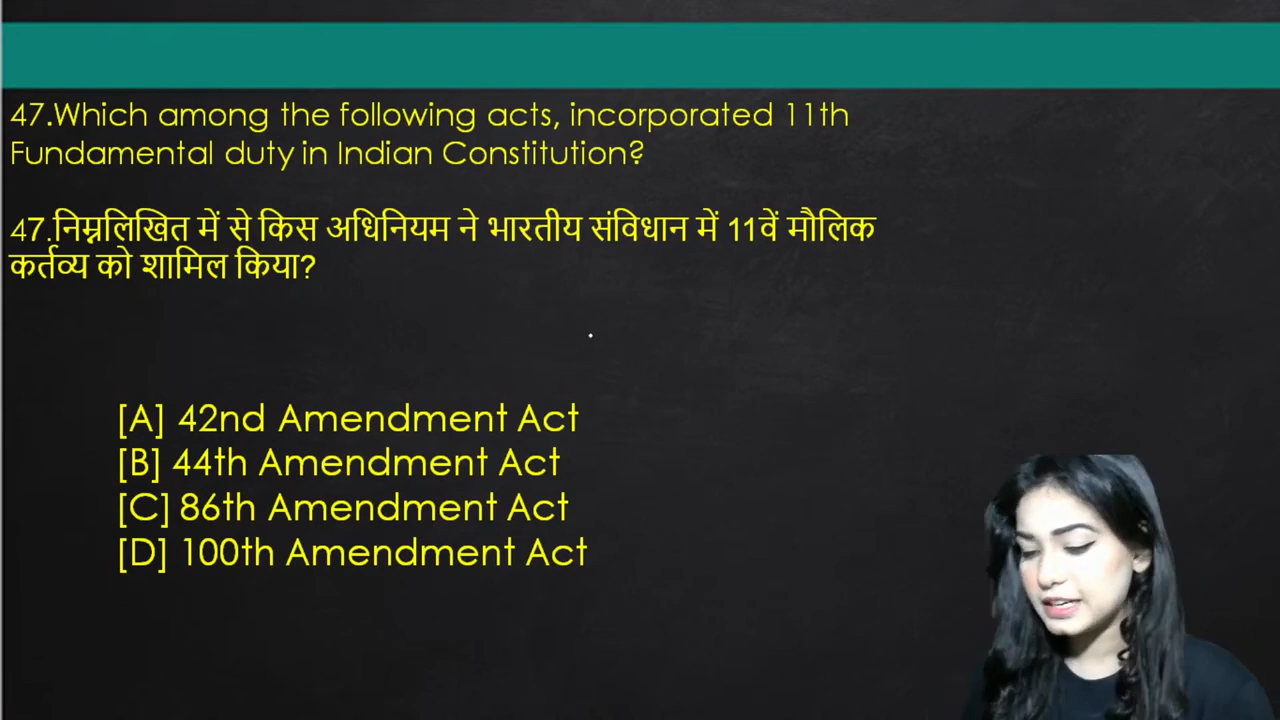 47.Which among the following acts, incorporated 11th
Fundamental duty in Indian Constitution?
47.निम्नलिखित में से किस अधिनियम ने भारतीय संविधान में 11वें मौलिक
कर्तव्य को शामिल किया?
[A] 42nd Amendment Act
[B] 44th Amendment Act
[C] 86th Amendment Act
[D] 100th Amendment Act